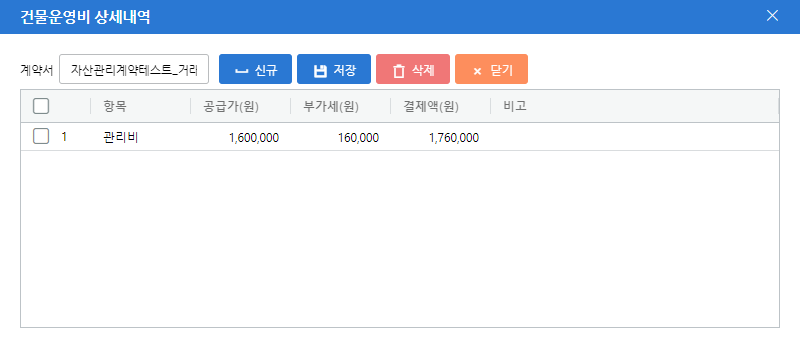 건물운영비 상세내역
계약서 자산관리계약테스트_거래 신규 저장 삭제 닫기
항목 공급가(원) 부가세(원) 결제액(원) 비고
1 관리비 1,600,000 160,000 1,760,000